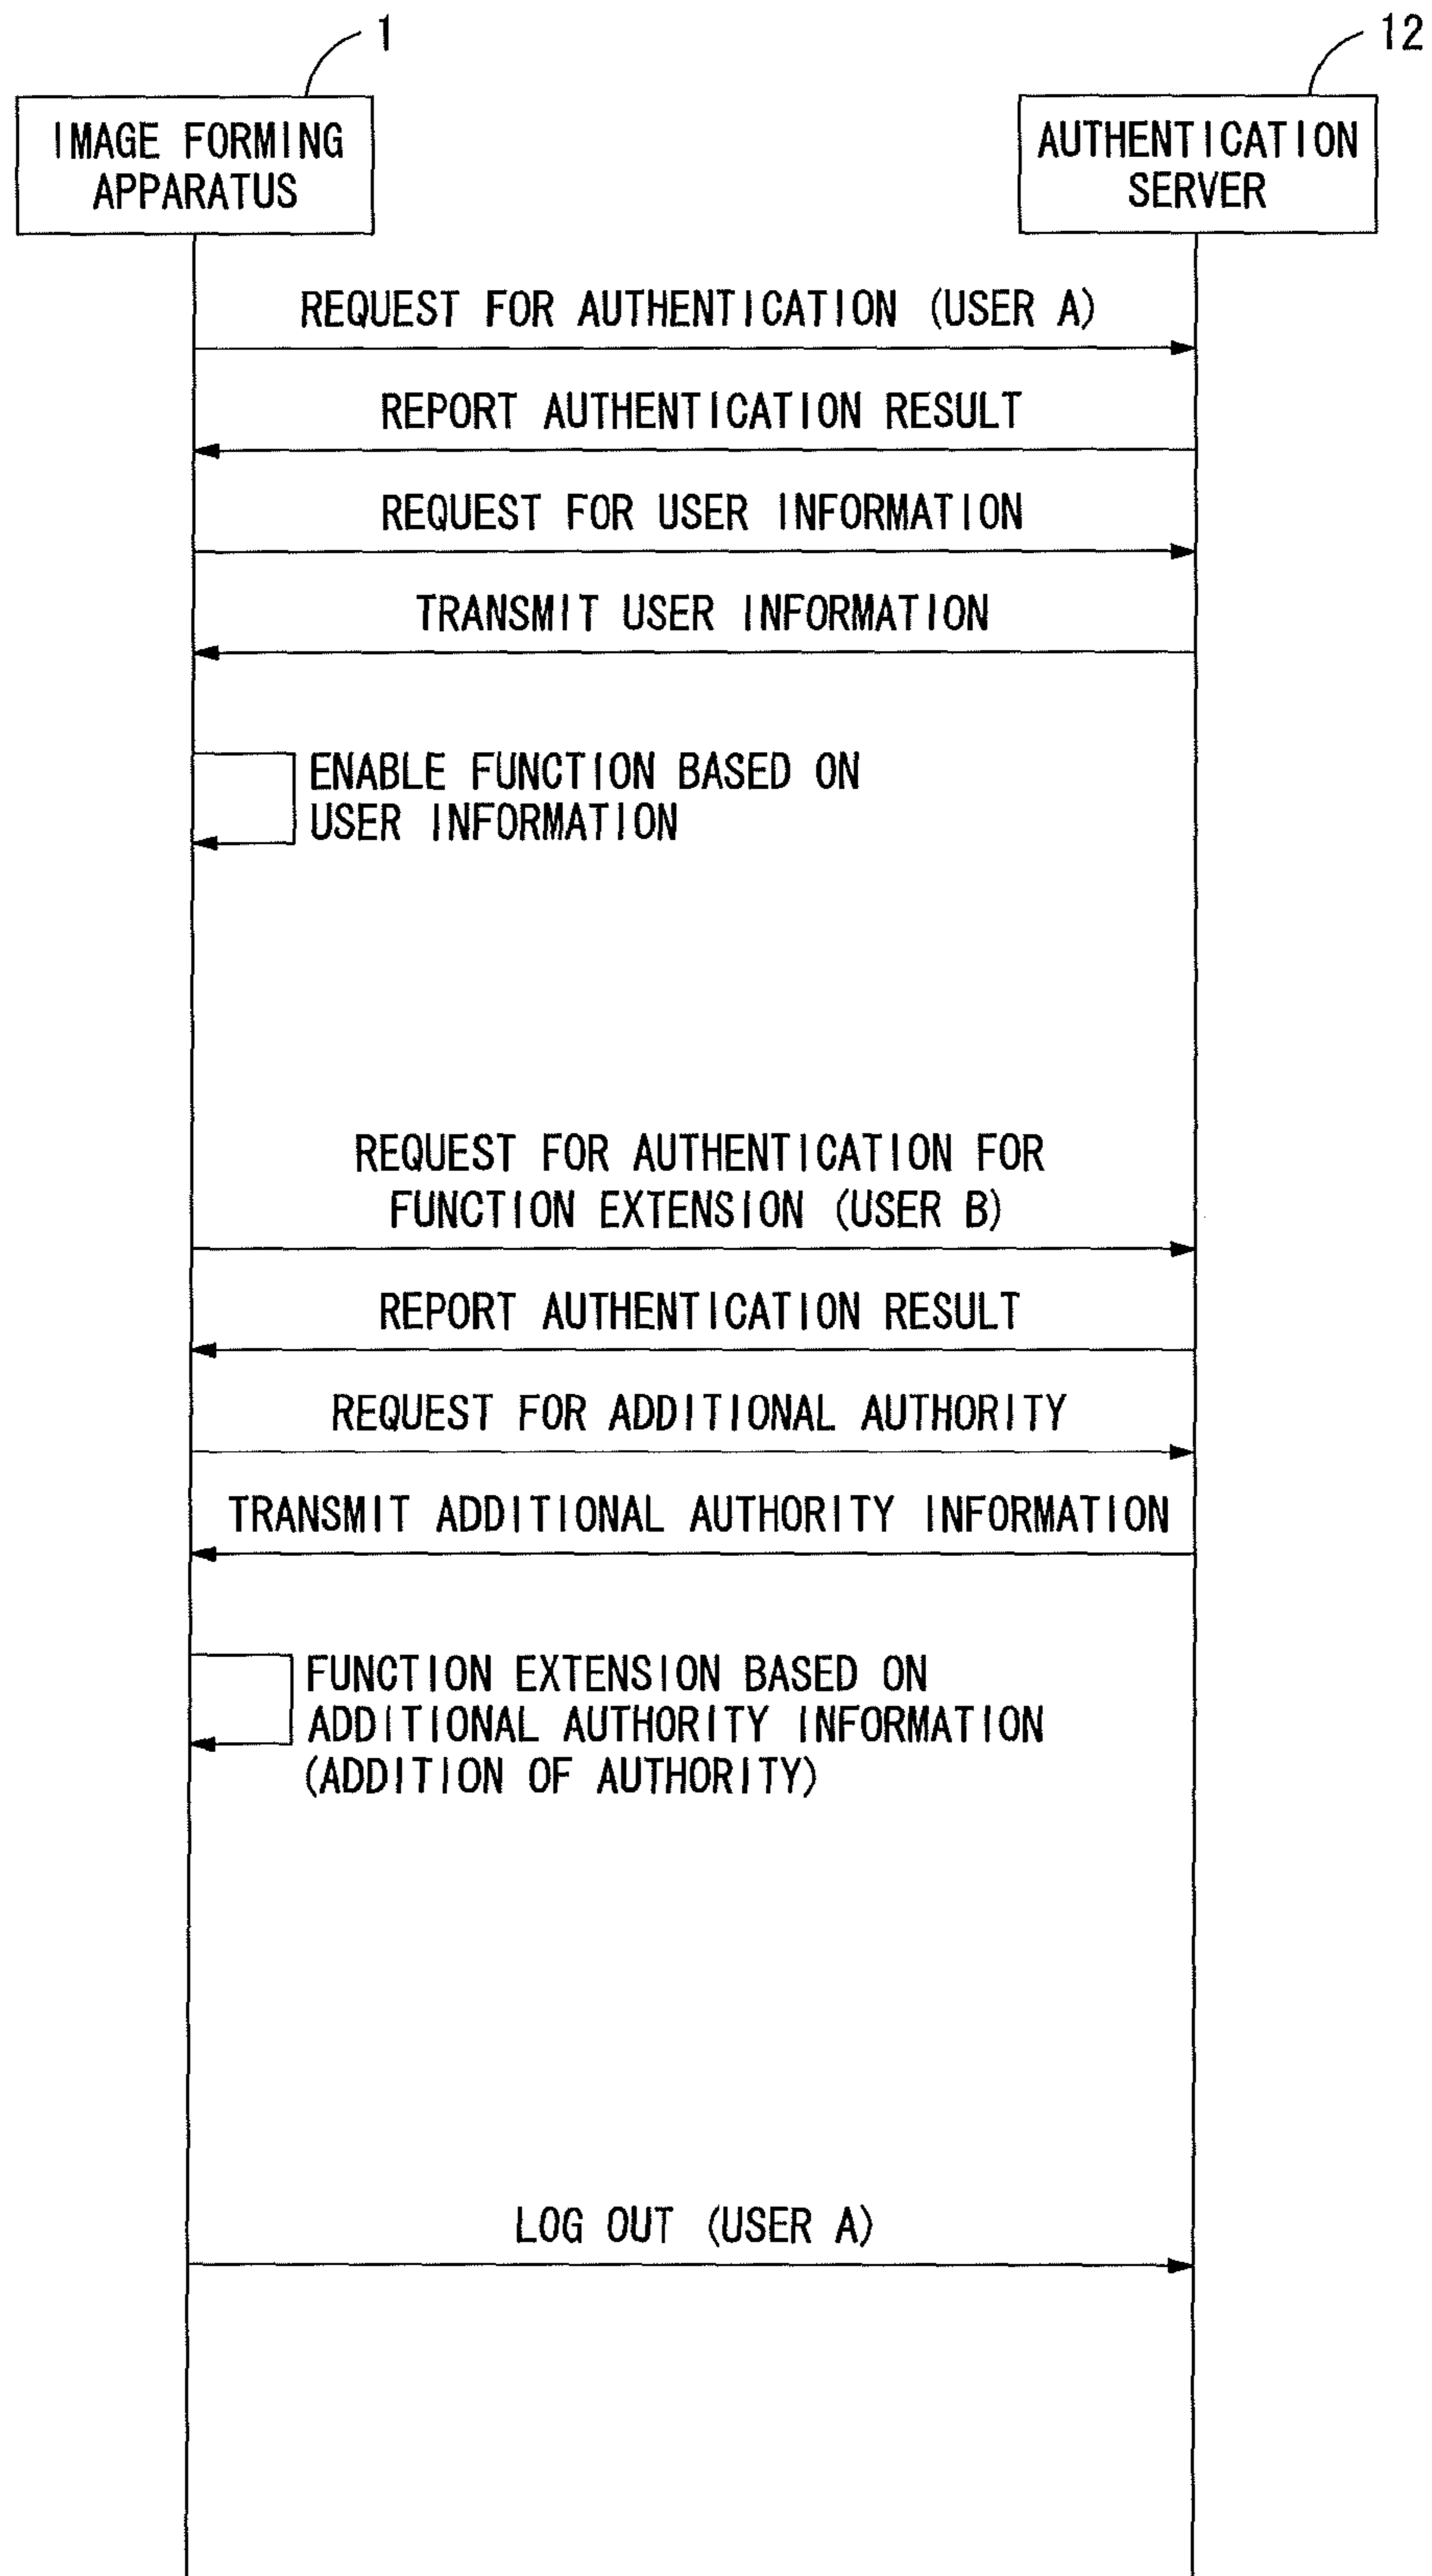 1
12
IMAGE FORMING
APPARATUS
AUTHENTICATION
SERVER
REQUEST FOR AUTHENTICATION (USER A)
REPORT AUTHENTICATION RESULT
REQUEST FOR USER INFORMATION
TRANSMIT USER INFORMATION
ENABLE FUNCTION BASED ON
USER INFORMATION
REQUEST FOR AUTHENTICATION FOR
FUNCTION EXTENSION (USER B)
REPORT AUTHENTICATION RESULT
REQUEST FOR ADDITIONAL AUTHORITY
TRANSMIT ADDITIONAL AUTHORITY INFORMATION
FUNCTION EXTENSION BASED ON
ADDITIONAL AUTHORITY INFORMATION
(ADDITION OF AUTHORITY)
LOG OUT (USER A)